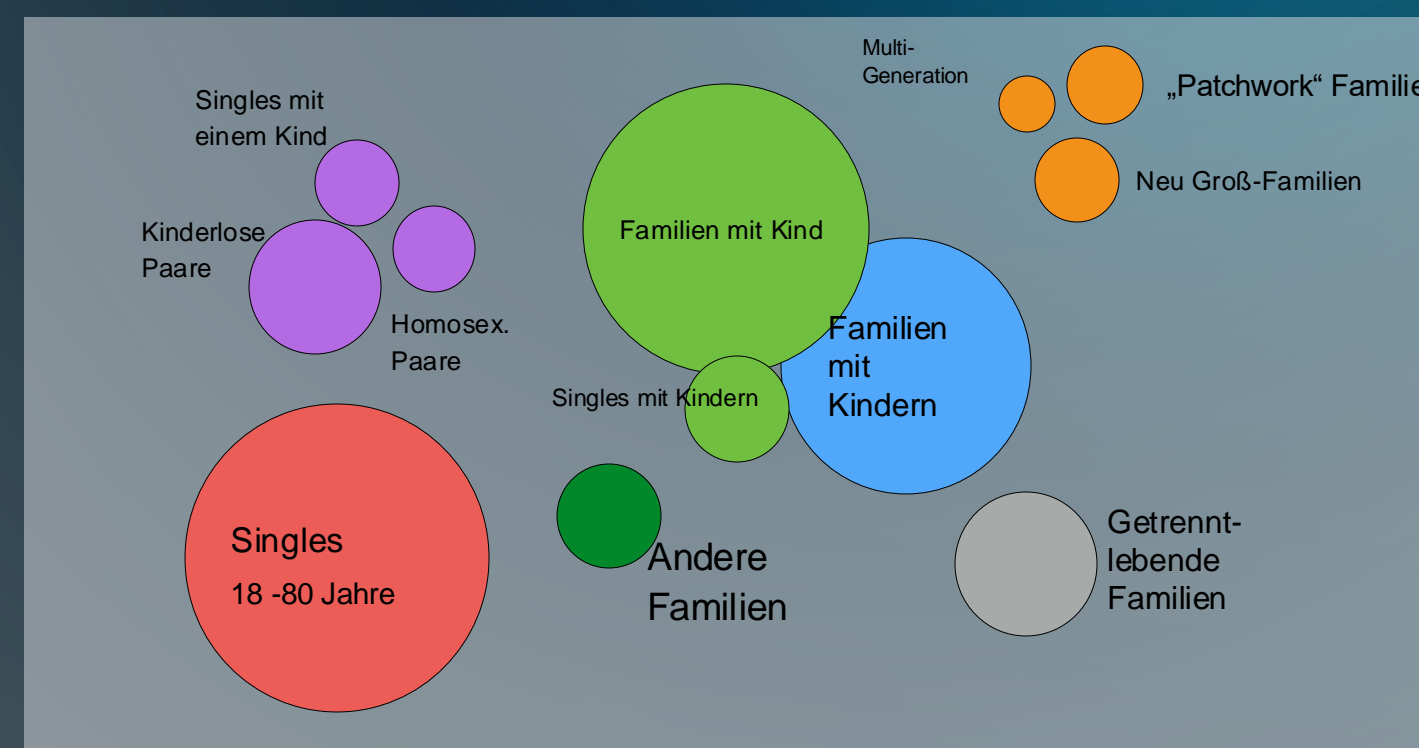 Multi-
Generation
„Patchwork“ Familie
Singles mit
einem Kind
Neu Groß-Familien
Kinderlose
Paare
Familien mit Kind
Homosex.
Paare
Familien
mit
Kindern
Singles mit Kindern
Singles
18 -80 Jahre
Andere
Familien
Getrennt-
lebende
Familien